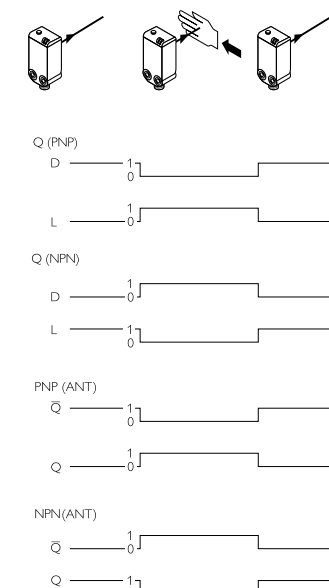 Q (PNP)
D 1
0
1
L 0
Q (NPN)
1
D 0
L 1
0
PNP (ANT)
Q̅ 1
0
1
Q 0
NPN(ANT)
1
Q̅ 0
Q 1